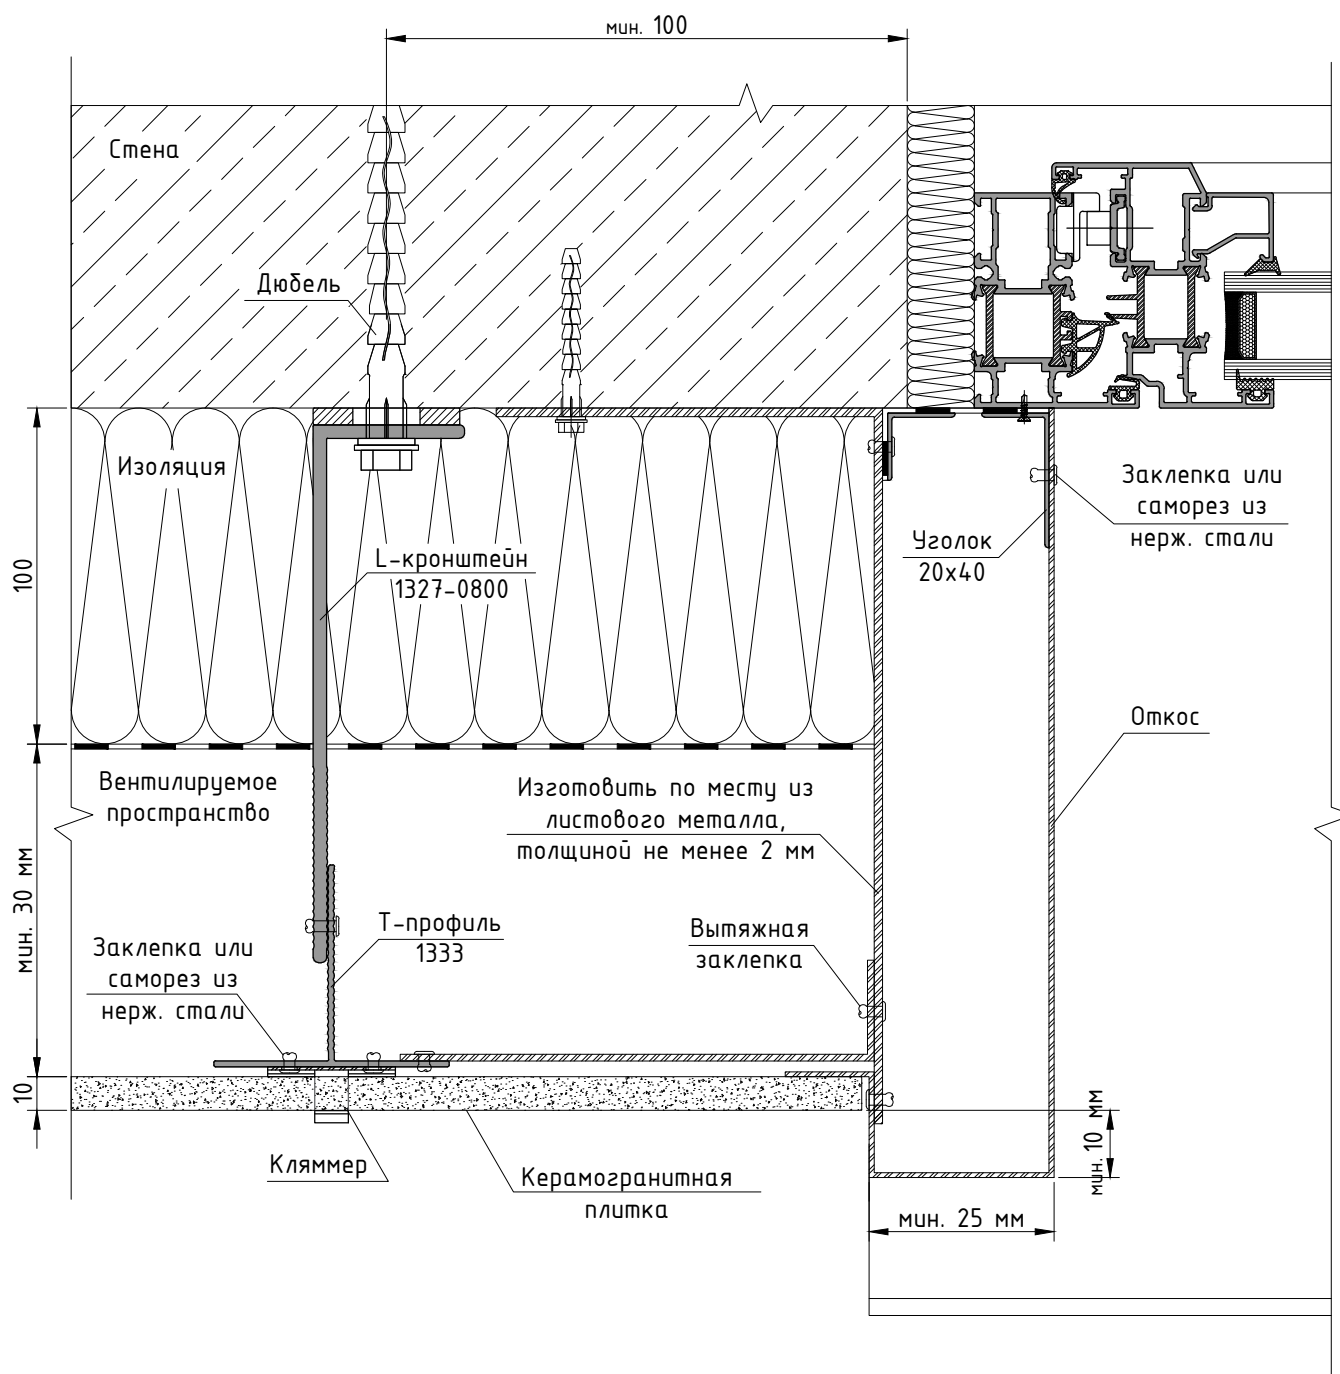 мин. 100
Стена
Дюбель
Изоляция
Заклепка или
саморез из
нерж. стали
Уголок
20х40
L-кронштейн
1327-0800
100
Откос
Вентилируемое
пространство
Изготовить по месту из
листового металла,
толщиной не менее 2 мм
мин. 30 мм
Т-профиль
1333
Вытяжная
заклепка
Заклепка или
саморез из
нерж. стали
10
мин. 10 мм
Кляммер
Керамогранитная
плитка
мин. 25 мм